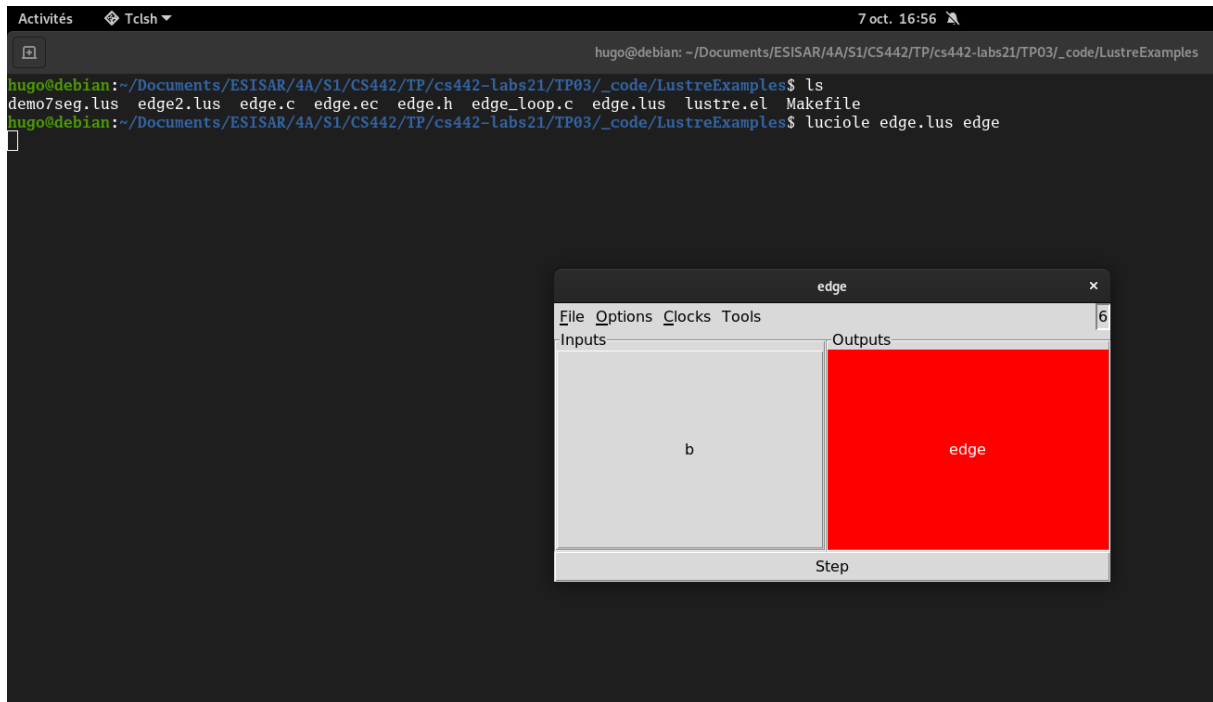 Activités Tclsh 7 oct. 16:56
hugo@debian: ~/Documents/ESISAR/4A/S1/CS442/TP/cs442-labs21/TP03/_code/LustreExamples
hugo@debian:~/Documents/ESISAR/4A/S1/CS442/TP/cs442-labs21/TP03/_code/LustreExamples$ ls
demo7seg.lus edge2.lus edge.c edge.ec edge.h edge_loop.c edge.lus lustre.el Makefile
hugo@debian:~/Documents/ESISAR/4A/S1/CS442/TP/cs442-labs21/TP03/_code/LustreExamples$ luciole edge.lus edge
edge ×
File Options Clocks Tools 6
Inputs Outputs
b edge
Step